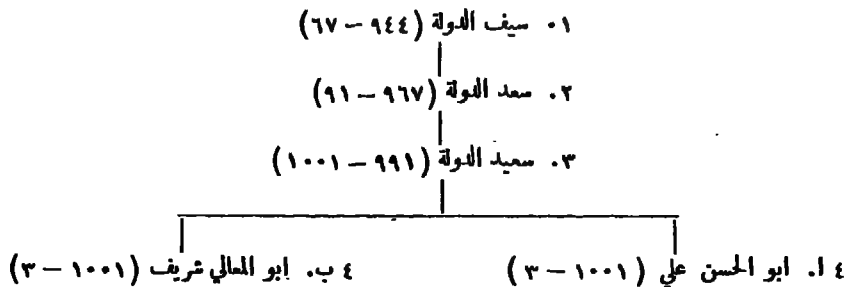 ١. سيف الدولة (٩٤٤ – ٦٧)
٢. سعد الدولة (٩٦٧ – ٩١)
٣. سعيد الدولة (٩٩١ – ١٠٠١)
٤ ا. ابو الحسن علي (١٠٠١ – ٣)
٤ ب. ابو المعالي شريف (١٠٠١ – ٣)